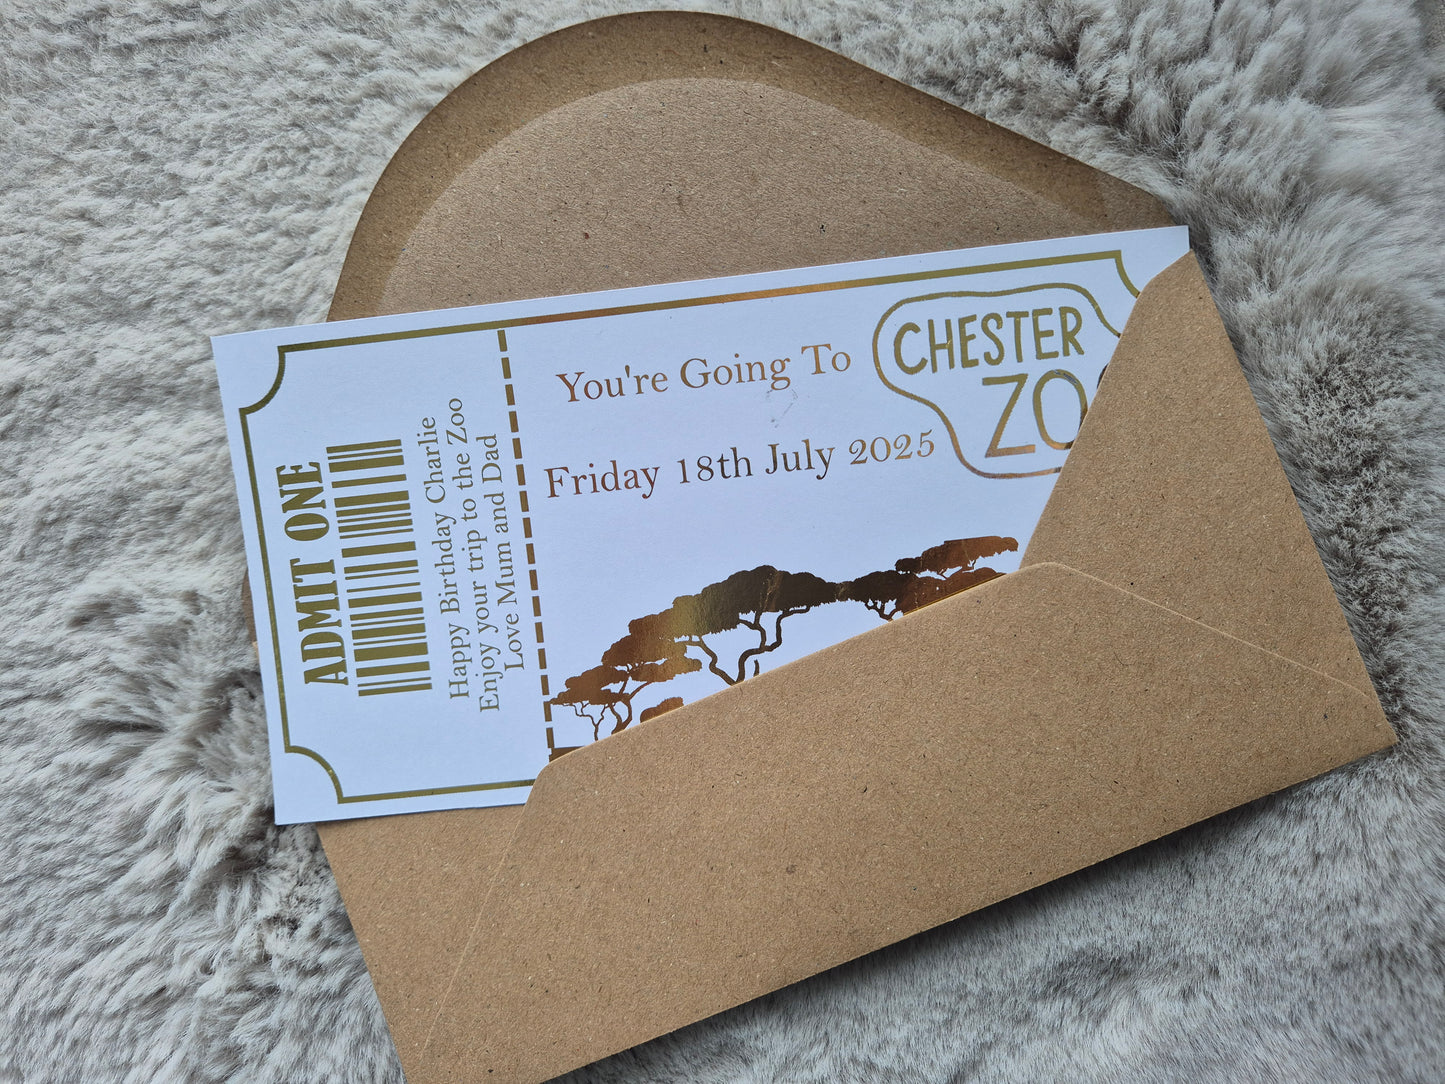 ADMIT ONE
Happy Birthday Charlie
Enjoy your trip to the Zoo
Love Mum and Dad
You're Going To
Friday 18th July 2025
CHESTER
ZOO